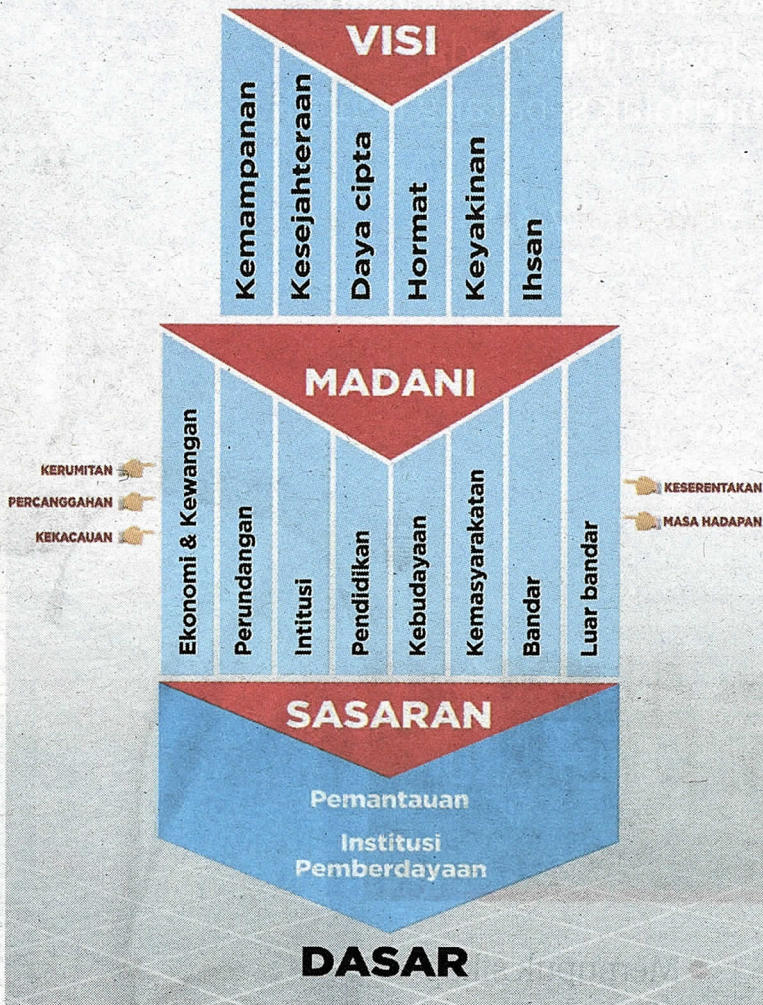 VISI
Kemampanan
Kesejahteraan
Daya cipta
Hormat
Keyakinan
Ihsan
MADANI
Ekonomi & Kewangan
Perundangan
Intitusi
Pendidikan
Kebudayaan
Kemasyarakatan
Bandar
Luar bandar
KERUMITAN
PERCANGGAHAN
KEKACAUAN
KESERENTAKAN
MASA HADAPAN
SASARAN
Pemantauan
Institusi
Pemberdayaan
DASAR